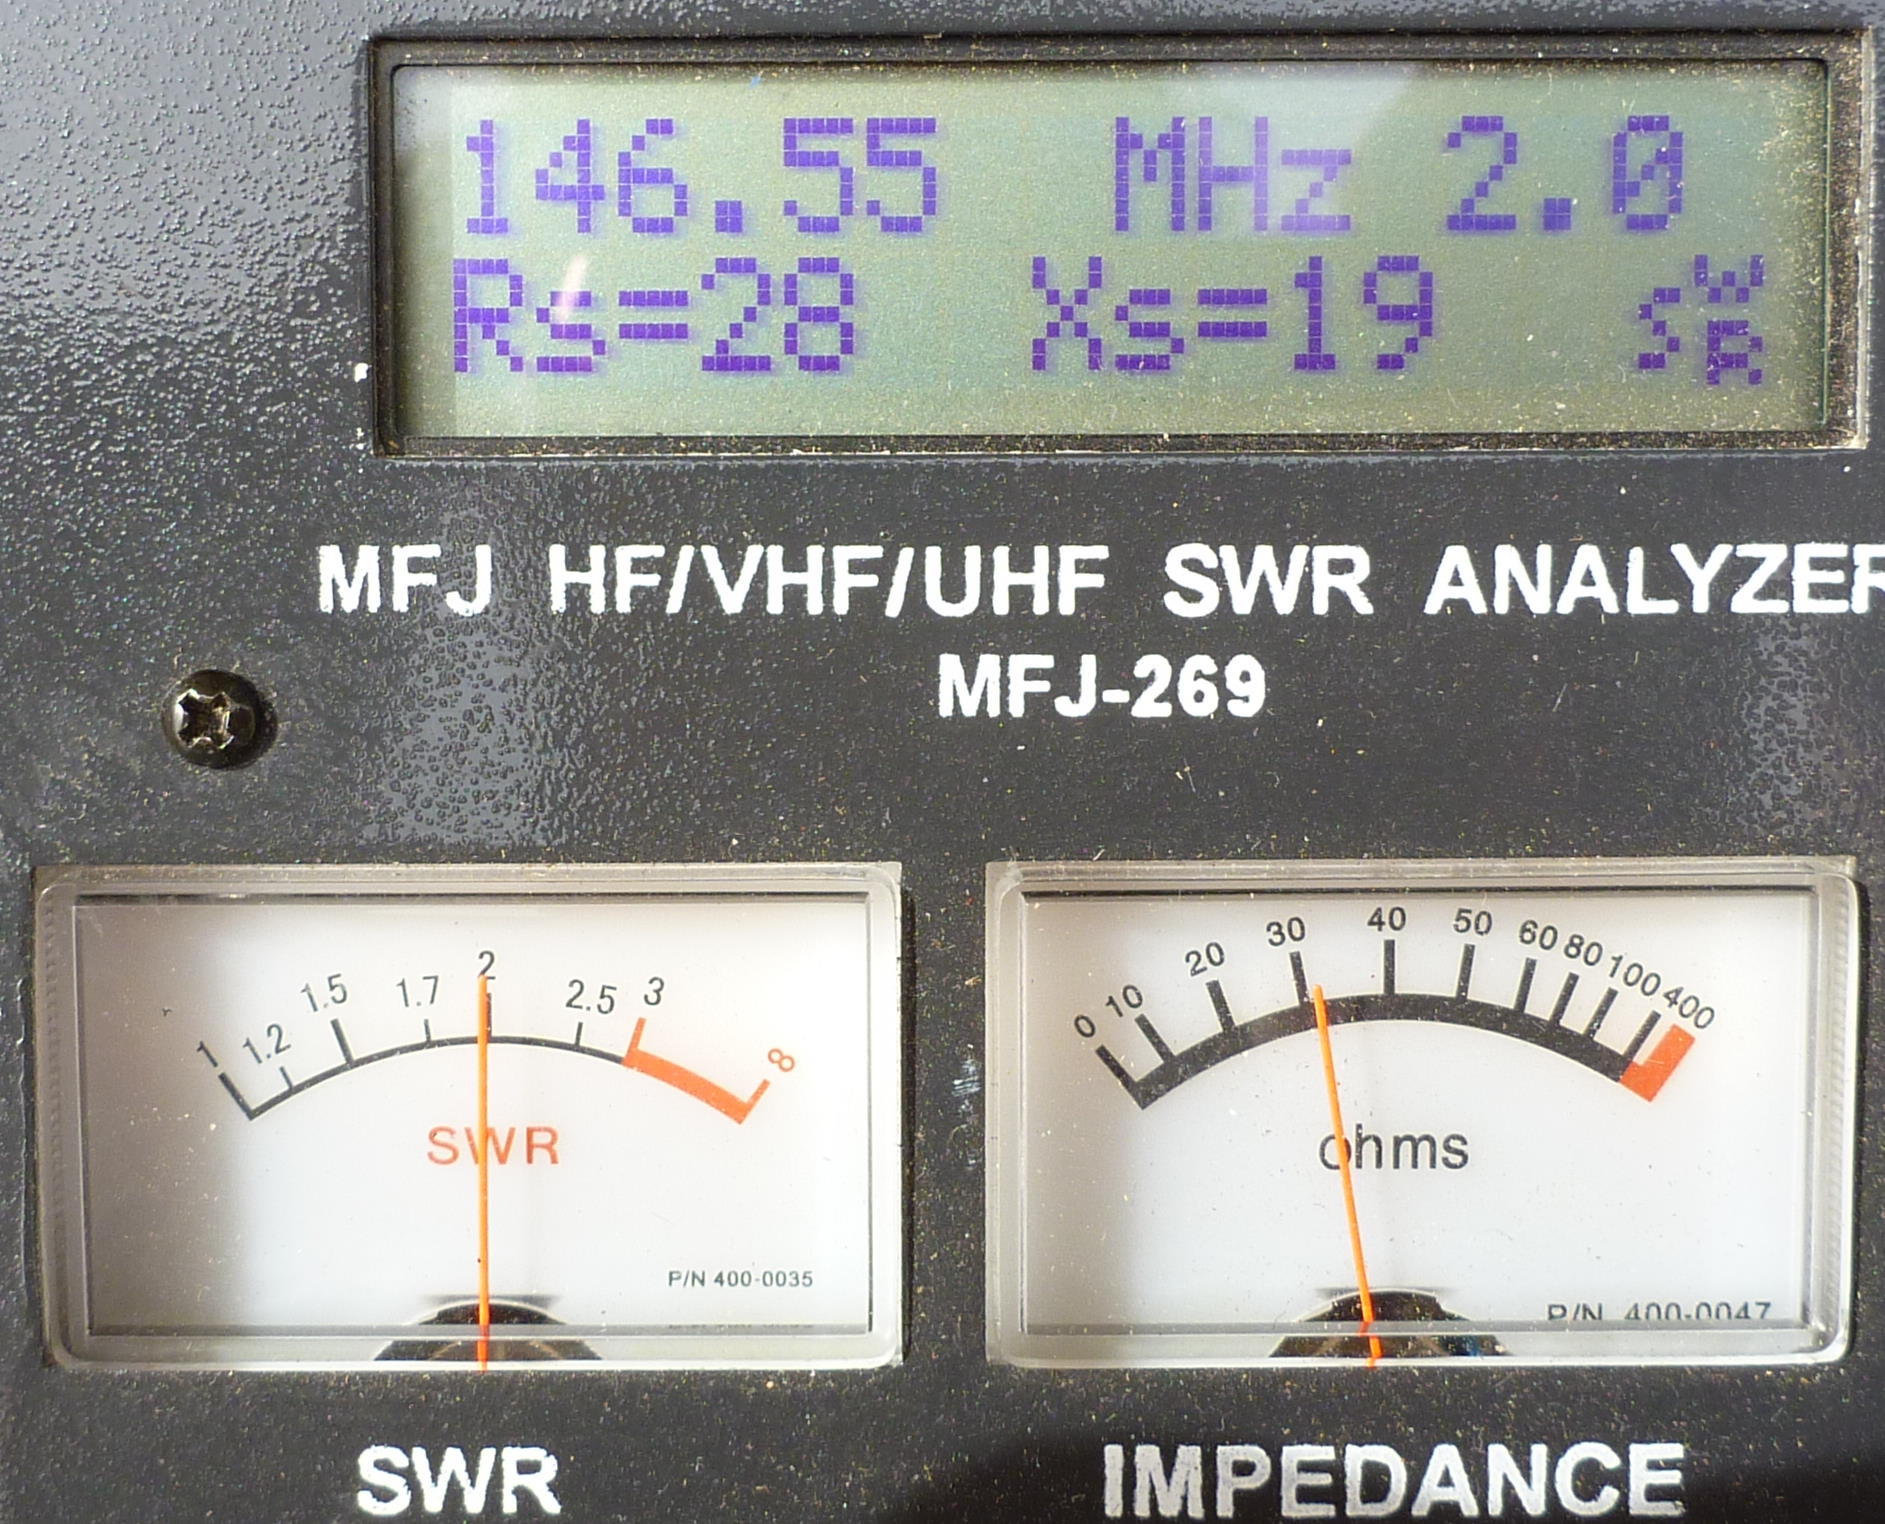 146.55 MHz 2.0
Rs=28 Xs=19 SWR
MFJ HF/VHF/UHF SWR ANALYZER
MFJ-269
1 1.2 1.5 1.7 2 2.5 3 8
SWR
P/N 400-0035
0 10 20 30 40 50 60 80 100 400
ohms
P/N 400-0047
SWR
IMPEDANCE